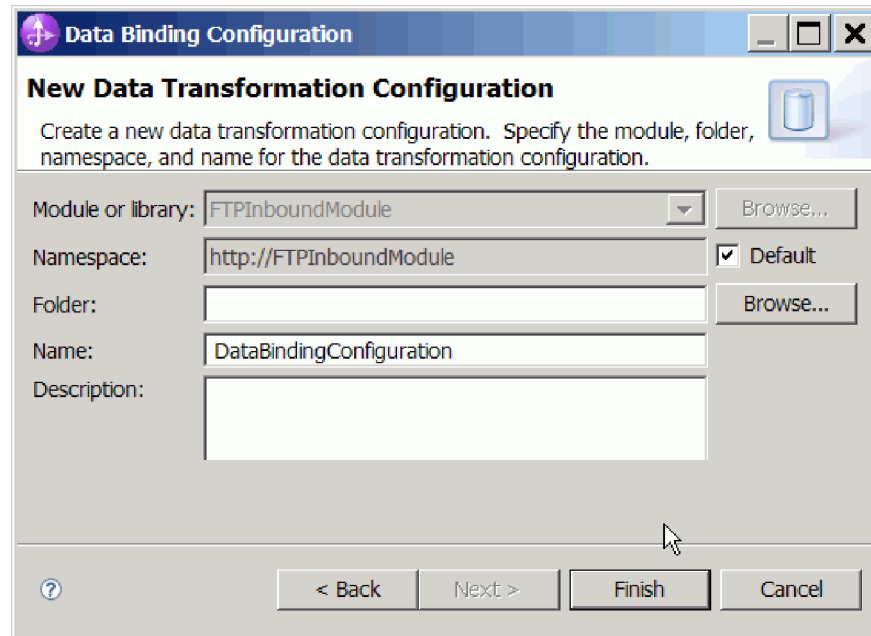 Data Binding Configuration
New Data Transformation Configuration
Create a new data transformation configuration. Specify the module, folder,
namespace, and name for the data transformation configuration.
Module or library: FTPInboundModule Browse...
Namespace: http://FTPInboundModule Default
Folder: Browse...
Name: DataBindingConfiguration
Description:
? < Back Next > Finish Cancel